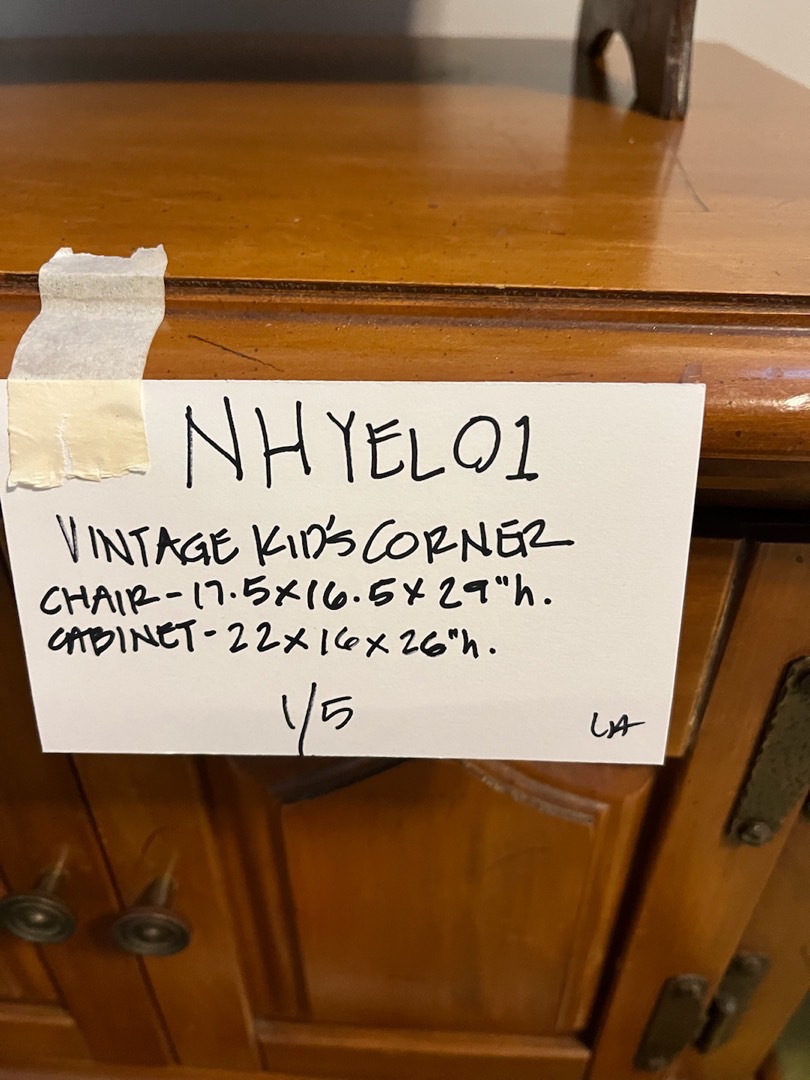 NHYEL01
VINTAGE KID'S CORNER
CHAIR-17.5X16.5X29"h.
CABINET-22X16X26"h.
1/5
LA